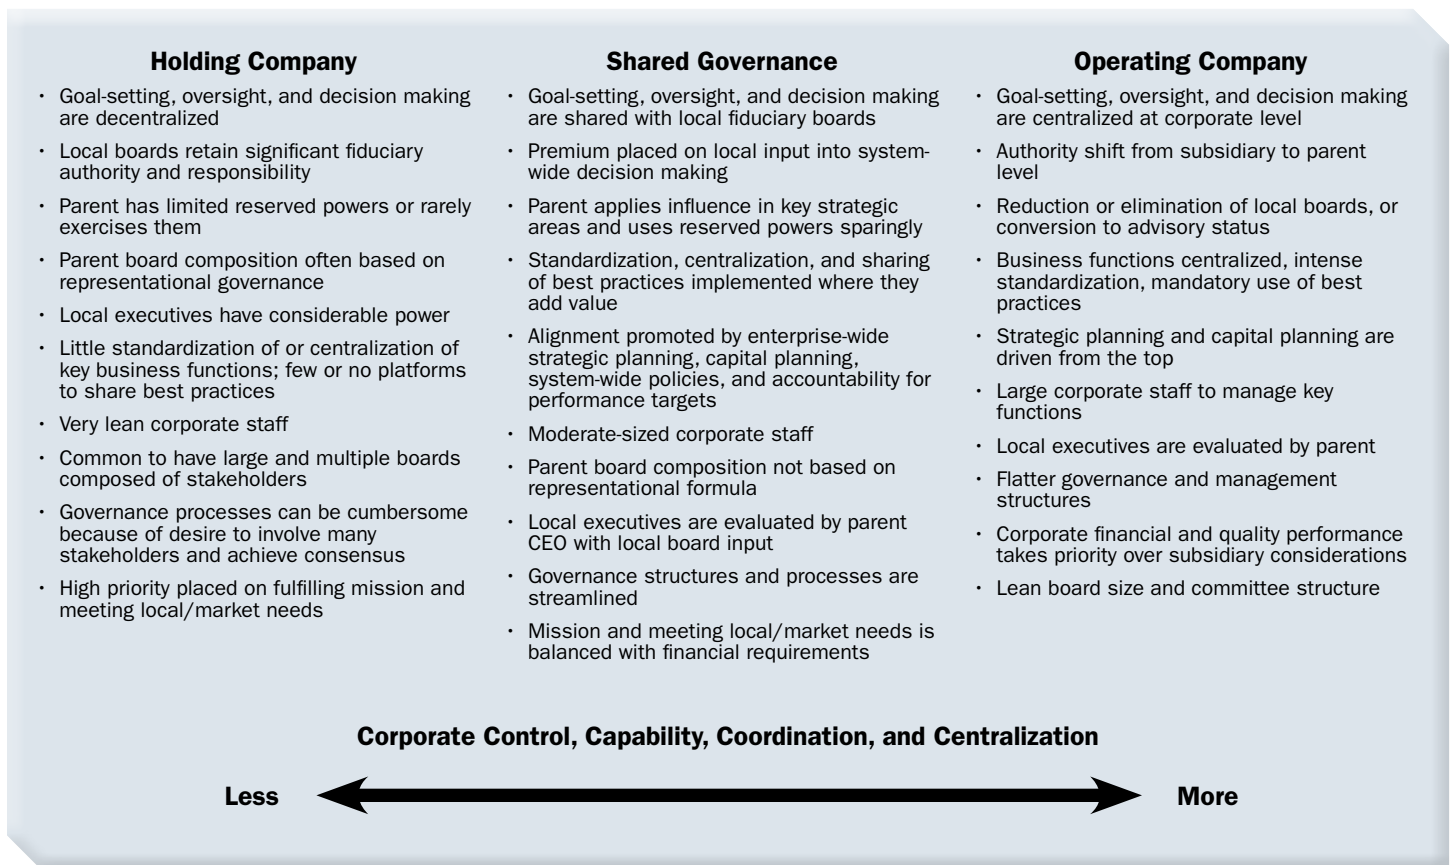 Holding Company
• Goal-setting, oversight, and decision making
are decentralized
• Local boards retain significant fiduciary
authority and responsibility
• Parent has limited reserved powers or rarely
exercises them
• Parent board composition often based on
representational governance
• Local executives have considerable power
• Little standardization of or centralization of
key business functions; few or no platforms
to share best practices
• Very lean corporate staff
• Common to have large and multiple boards
composed of stakeholders
• Governance processes can be cumbersome
because of desire to involve many
stakeholders and achieve consensus
• High priority placed on fulfilling mission and
meeting local/market needs
Shared Governance
• Goal-setting, oversight, and decision making
are shared with local fiduciary boards
• Premium placed on local input into system-
wide decision making
• Parent applies influence in key strategic
areas and uses reserved powers sparingly
• Standardization, centralization, and sharing
of best practices implemented where they
add value
• Alignment promoted by enterprise-wide
strategic planning, capital planning,
system-wide policies, and accountability for
performance targets
• Moderate-sized corporate staff
• Parent board composition not based on
representational formula
• Local executives are evaluated by parent
CEO with local board input
• Governance structures and processes are
streamlined
• Mission and meeting local/market needs is
balanced with financial requirements
Operating Company
• Goal-setting, oversight, and decision making
are centralized at corporate level
• Authority shift from subsidiary to parent
level
• Reduction or elimination of local boards, or
conversion to advisory status
• Business functions centralized, intense
standardization, mandatory use of best
practices
• Strategic planning and capital planning are
driven from the top
• Large corporate staff to manage key
functions
• Local executives are evaluated by parent
• Flatter governance and management
structures
• Corporate financial and quality performance
takes priority over subsidiary considerations
• Lean board size and committee structure
Corporate Control, Capability, Coordination, and Centralization
Less
More